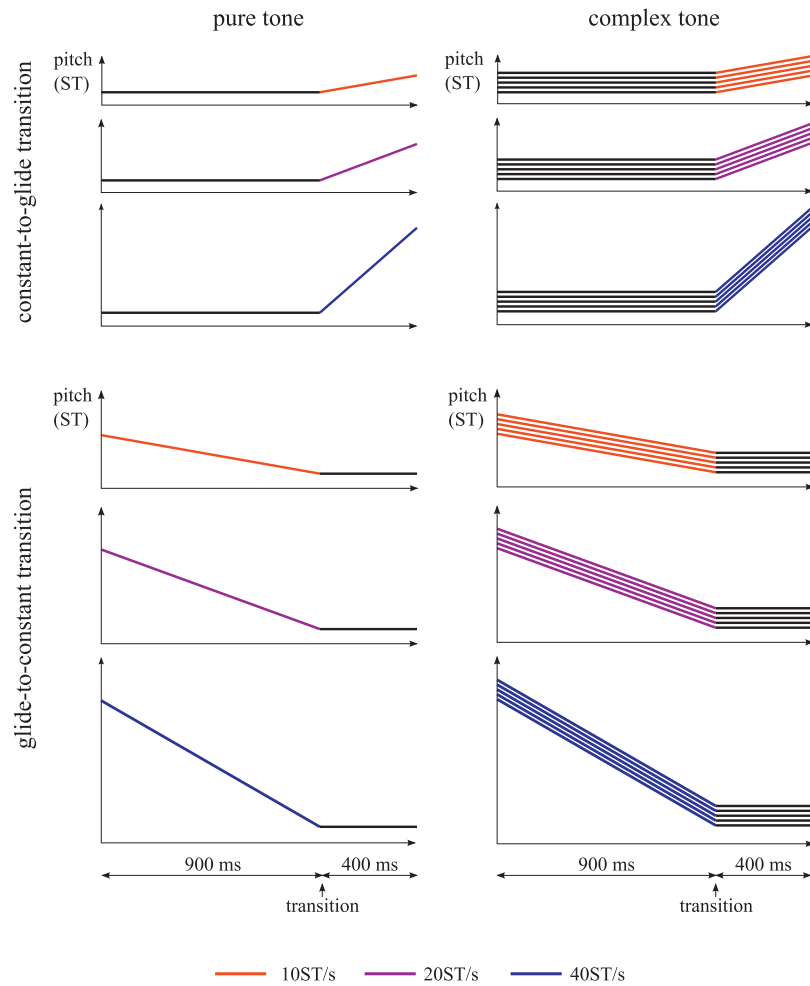 pure tone
complex tone
constant-to-glide transition
pitch
(ST)
pitch
(ST)
glide-to-constant transition
pitch
(ST)
pitch
(ST)
900 ms
400 ms
900 ms
400 ms
transition
transition
10ST/s
20ST/s
40ST/s